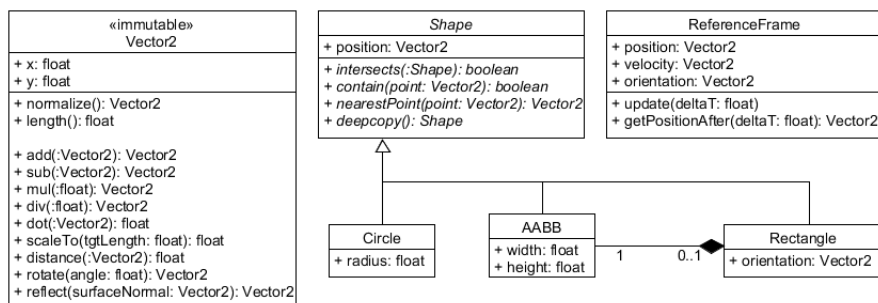 «immutable»
Vector2
+ x: float
+ y: float
+ normalize(): Vector2
+ length(): float
+ add(:Vector2): Vector2
+ sub(:Vector2): Vector2
+ mul(:float): Vector2
+ div(:float): Vector2
+ dot(:Vector2): float
+ scaleTo(tgtLength: float): float
+ distance(:Vector2): float
+ rotate(angle: float): Vector2
+ reflect(surfaceNormal: Vector2): Vector2
Shape
+ position: Vector2
+ intersects(:Shape): boolean
+ contain(point: Vector2): boolean
+ nearestPoint(point: Vector2): Vector2
+ deepcopy(): Shape
ReferenceFrame
+ position: Vector2
+ velocity: Vector2
+ orientation: Vector2
+ update(deltaT: float)
+ getPositionAfter(deltaT: float): Vector2
Circle
+ radius: float
AABB
+ width: float
+ height: float
1
0..1
Rectangle
+ orientation: Vector2